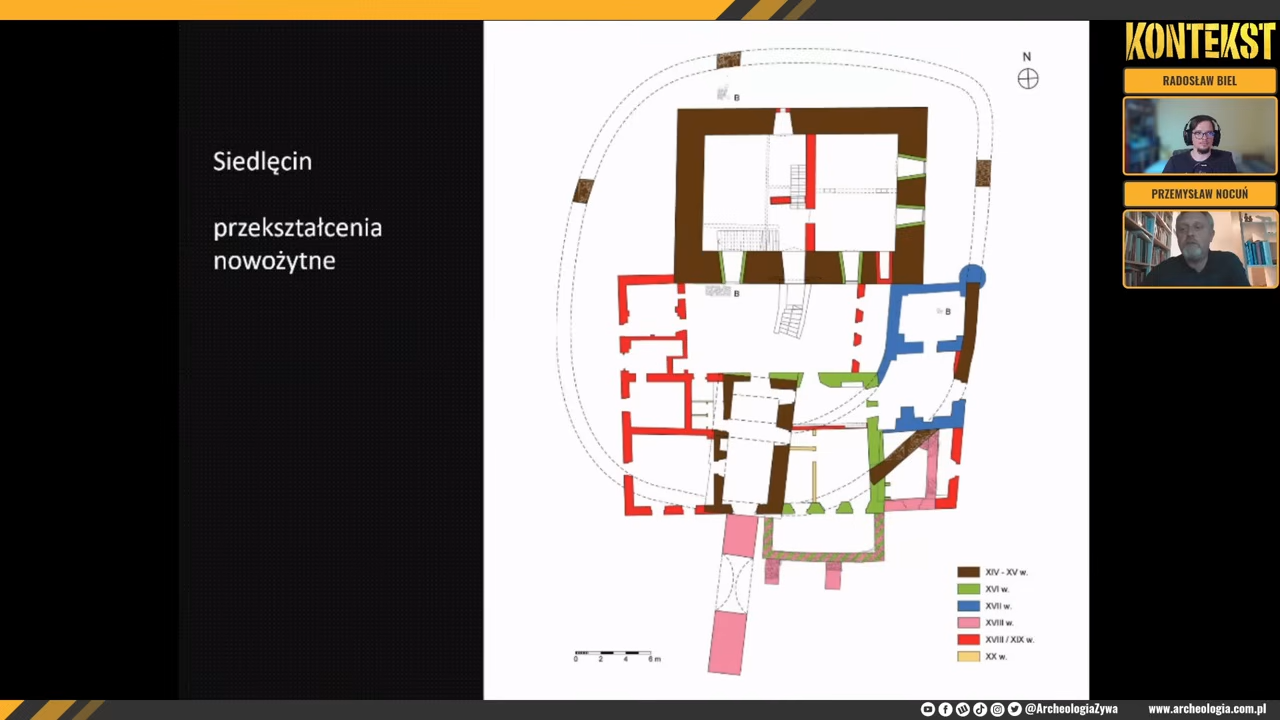 KONTEKST
RADOSŁAW BIEL
PRZEMYSŁAW NOCUŃ
Siedlęcin
przekształcenia
nowożytne
N
B
B
B
XIV - XV w.
XVI w.
XVII w.
XVIII w.
XVIII / XIX w.
XX w.
0 2 4 6 m
@ArcheologiaZywa www.archeologia.com.pl